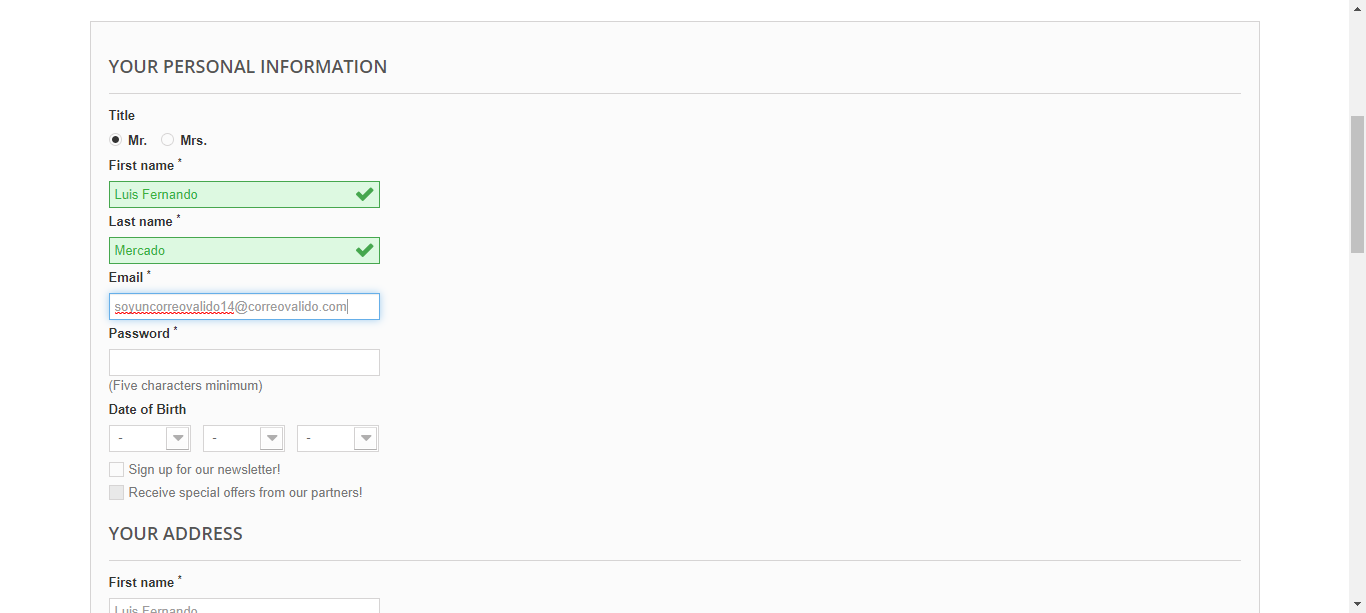 YOUR PERSONAL INFORMATION
Title
Mr. Mrs.
First name *
Luis Fernando
Last name *
Mercado
Email *
soyuncorreovalido14@correovalido.com
Password *
(Five characters minimum)
Date of Birth
- - -
Sign up for our newsletter!
Receive special offers from our partners!
YOUR ADDRESS
First name *
Luis Fernando